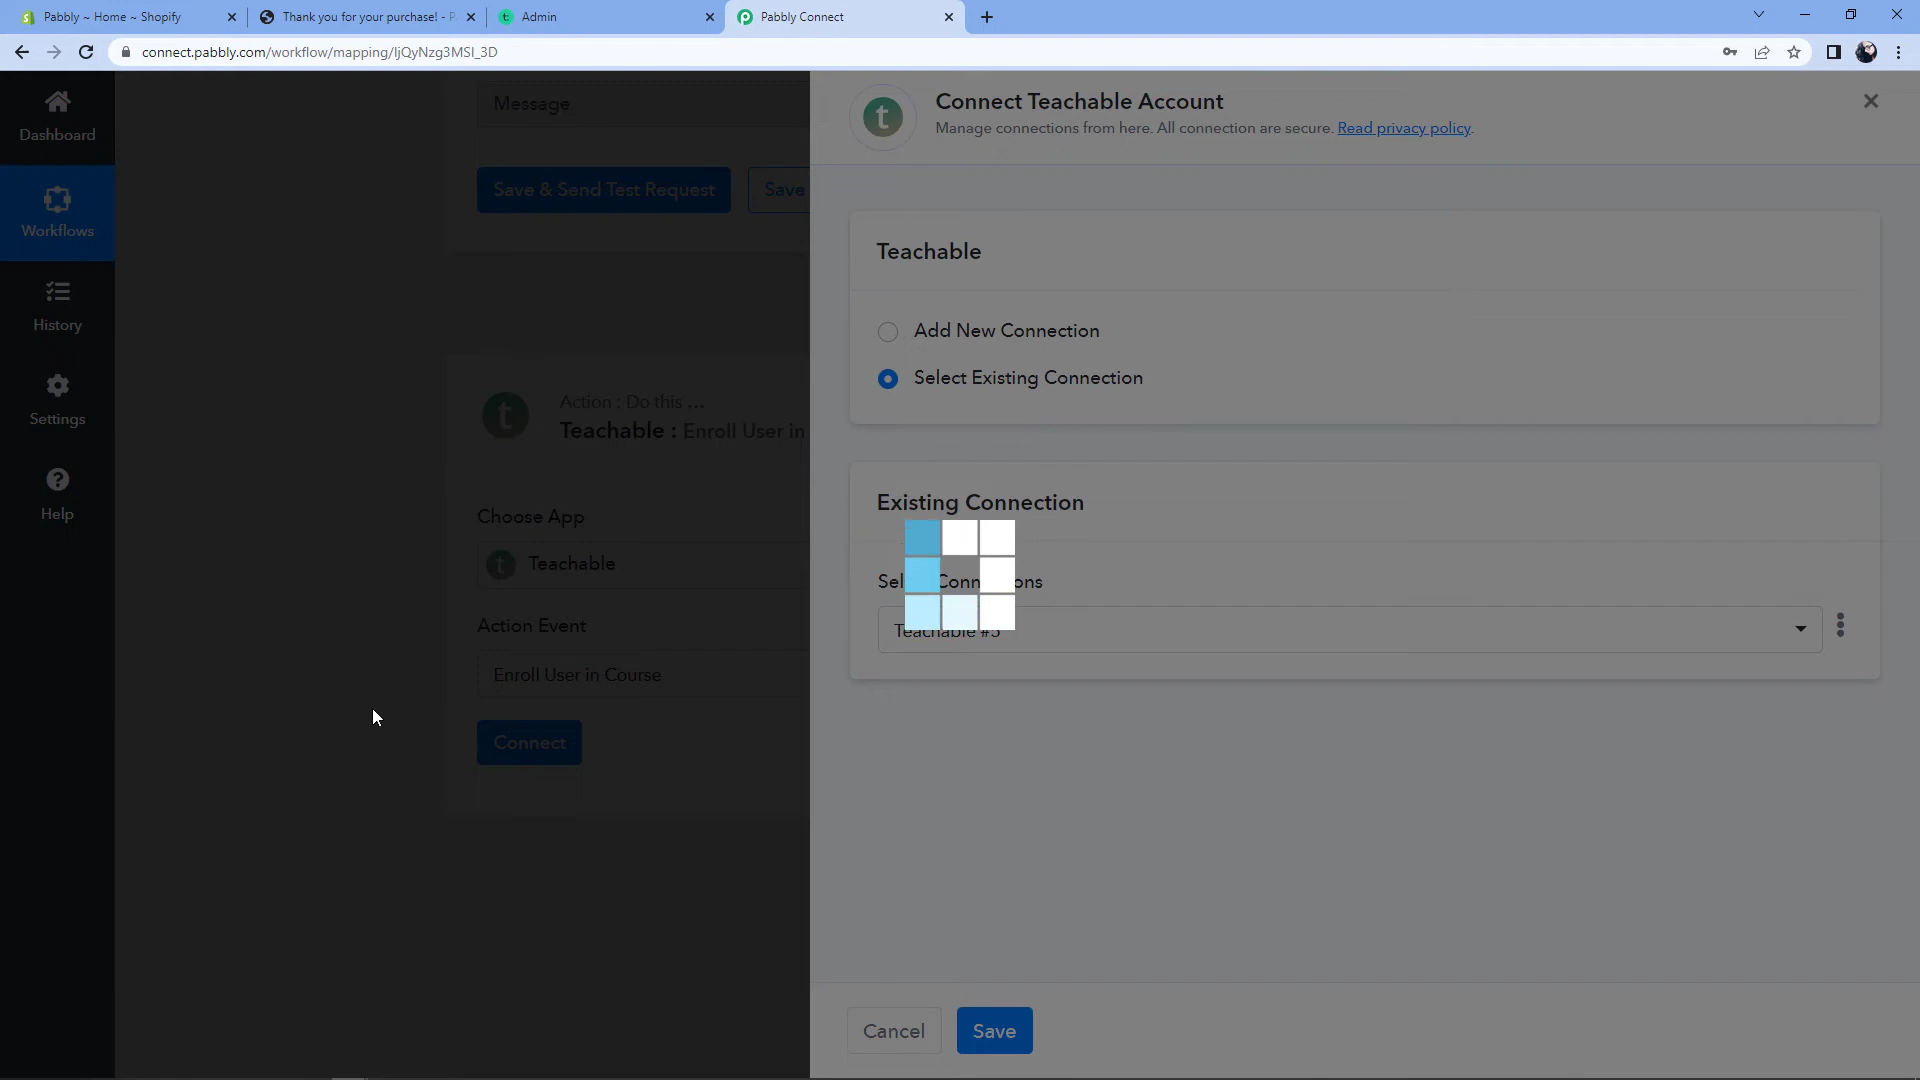 Pabbly ~ Home ~ Shopify
Thank you for your purchase! - P
Admin
Pabbly Connect
connect.pabbly.com/workflow/mapping/IjQyNzg3MSI_3D
Dashboard
Workflows
History
Settings
Help
Message
Save & Send Test Request
Save
Action : Do this ...
Teachable : Enroll User in
Choose App
Teachable
Action Event
Enroll User in Course
Connect
Connect Teachable Account
Manage connections from here. All connection are secure. Read privacy policy.
Teachable
Add New Connection
Select Existing Connection
Existing Connection
Teachable #5
Cancel
Save